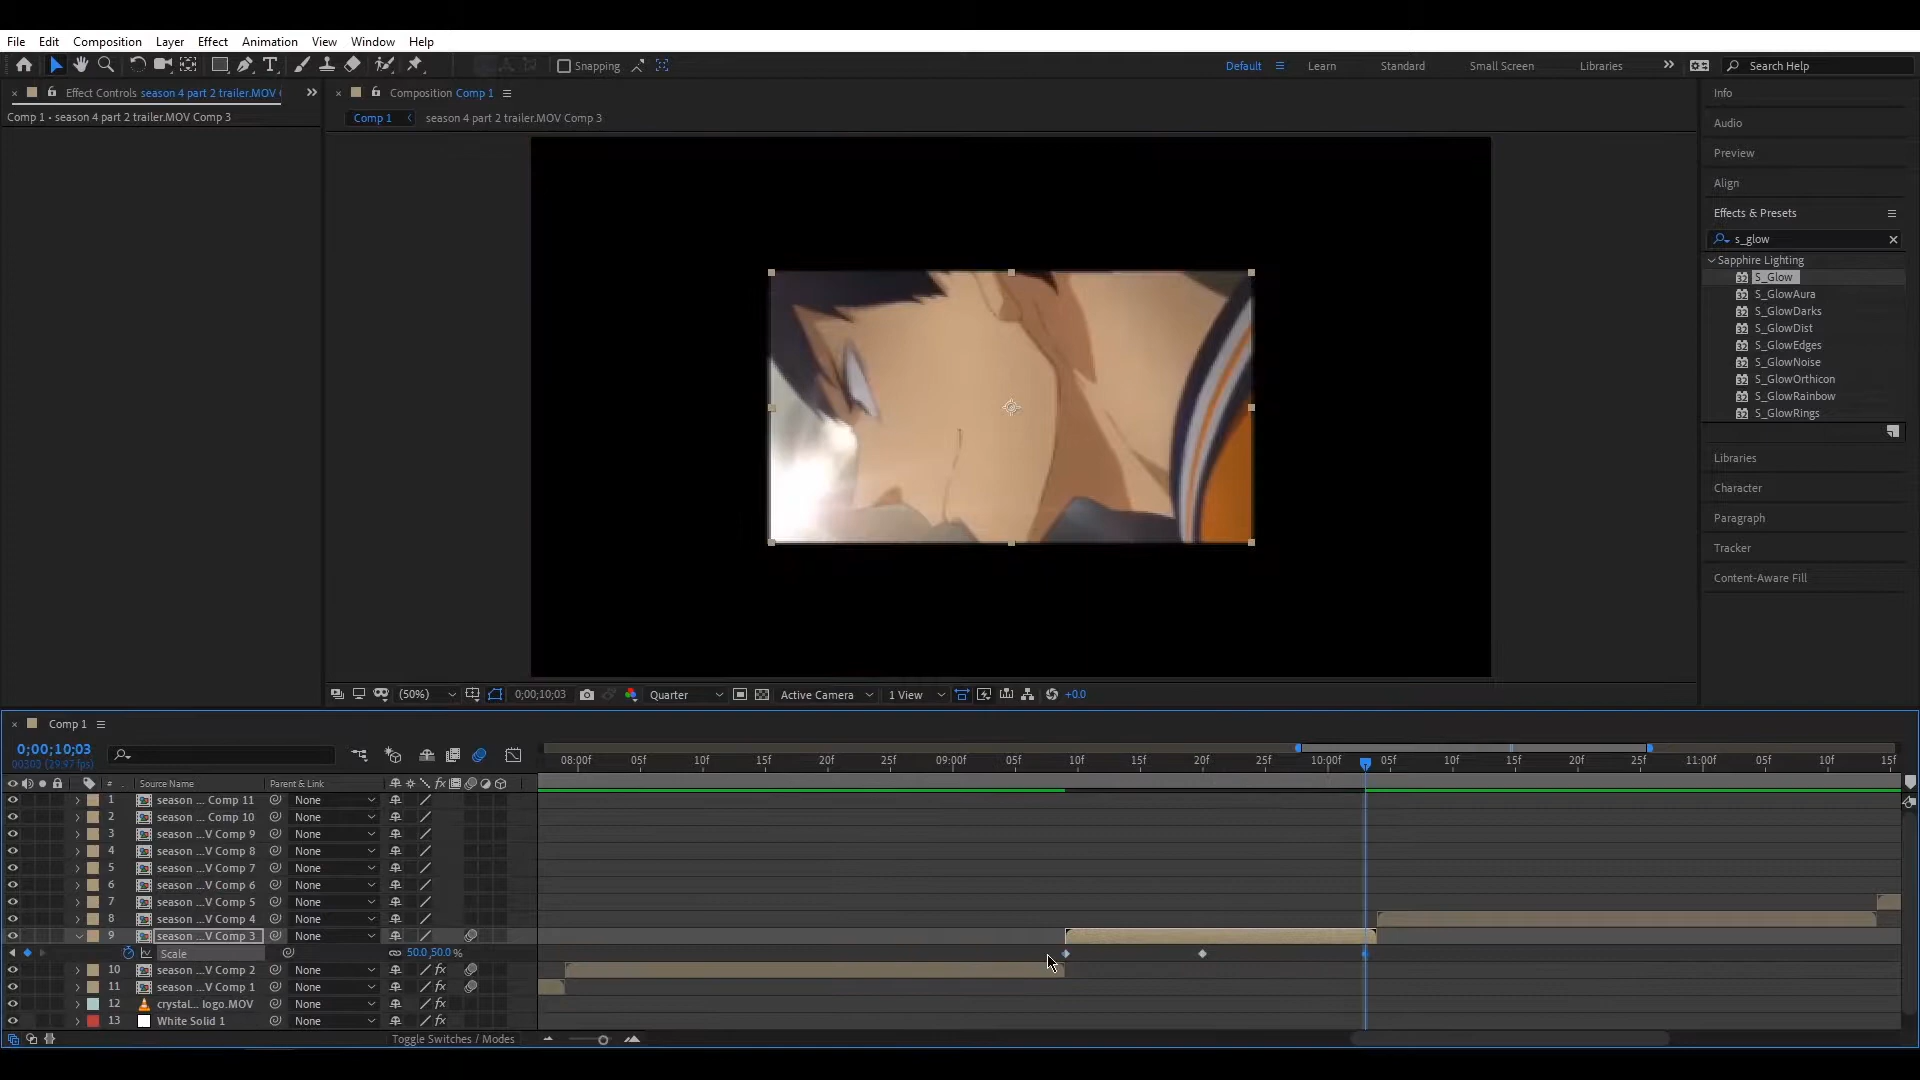 File Edit Composition Layer Effect Animation View Window Help
Snapping Default Learn Standard Small Screen Libraries Search Help
Effect Controls season 4 part 2 trailer.MOV
Comp 1 • season 4 part 2 trailer.MOV Comp 3
Composition Comp 1
Comp 1 season 4 part 2 trailer.MOV Comp 3
Info
Audio
Preview
Align
Effects & Presets
s_glow
Sapphire Lighting
S_Glow
S_GlowAura
S_GlowDarks
S_GlowDist
S_GlowEdges
S_GlowNoise
S_GlowOrthicon
S_GlowRainbow
S_GlowRings
Libraries
Character
Paragraph
Tracker
Content-Aware Fill
(50%) 0;00;10;03 Quarter Active Camera 1 View +0.0
Comp 1
0;00;10;03
00303 (29.97 fps)
08:00f 05f 10f 15f 20f 25f 09:00f 05f 10f 15f 20f 25f 10:00f 05f 10f 15f 20f 25f 11:00f 05f 10f 15f
# Source Name Parent & Link
1 season ... Comp 11 None
2 season ... Comp 10 None
3 season ...V Comp 9 None
4 season ...V Comp 8 None
5 season ...V Comp 7 None
6 season ...V Comp 6 None
7 season ...V Comp 5 None
8 season ...V Comp 4 None
9 season ...V Comp 3 None
Scale 50.0,50.0 %
10 season ...V Comp 2 None fx
11 season ...V Comp 1 None fx
12 crystal... logo.MOV None fx
13 White Solid 1 None fx
Toggle Switches / Modes